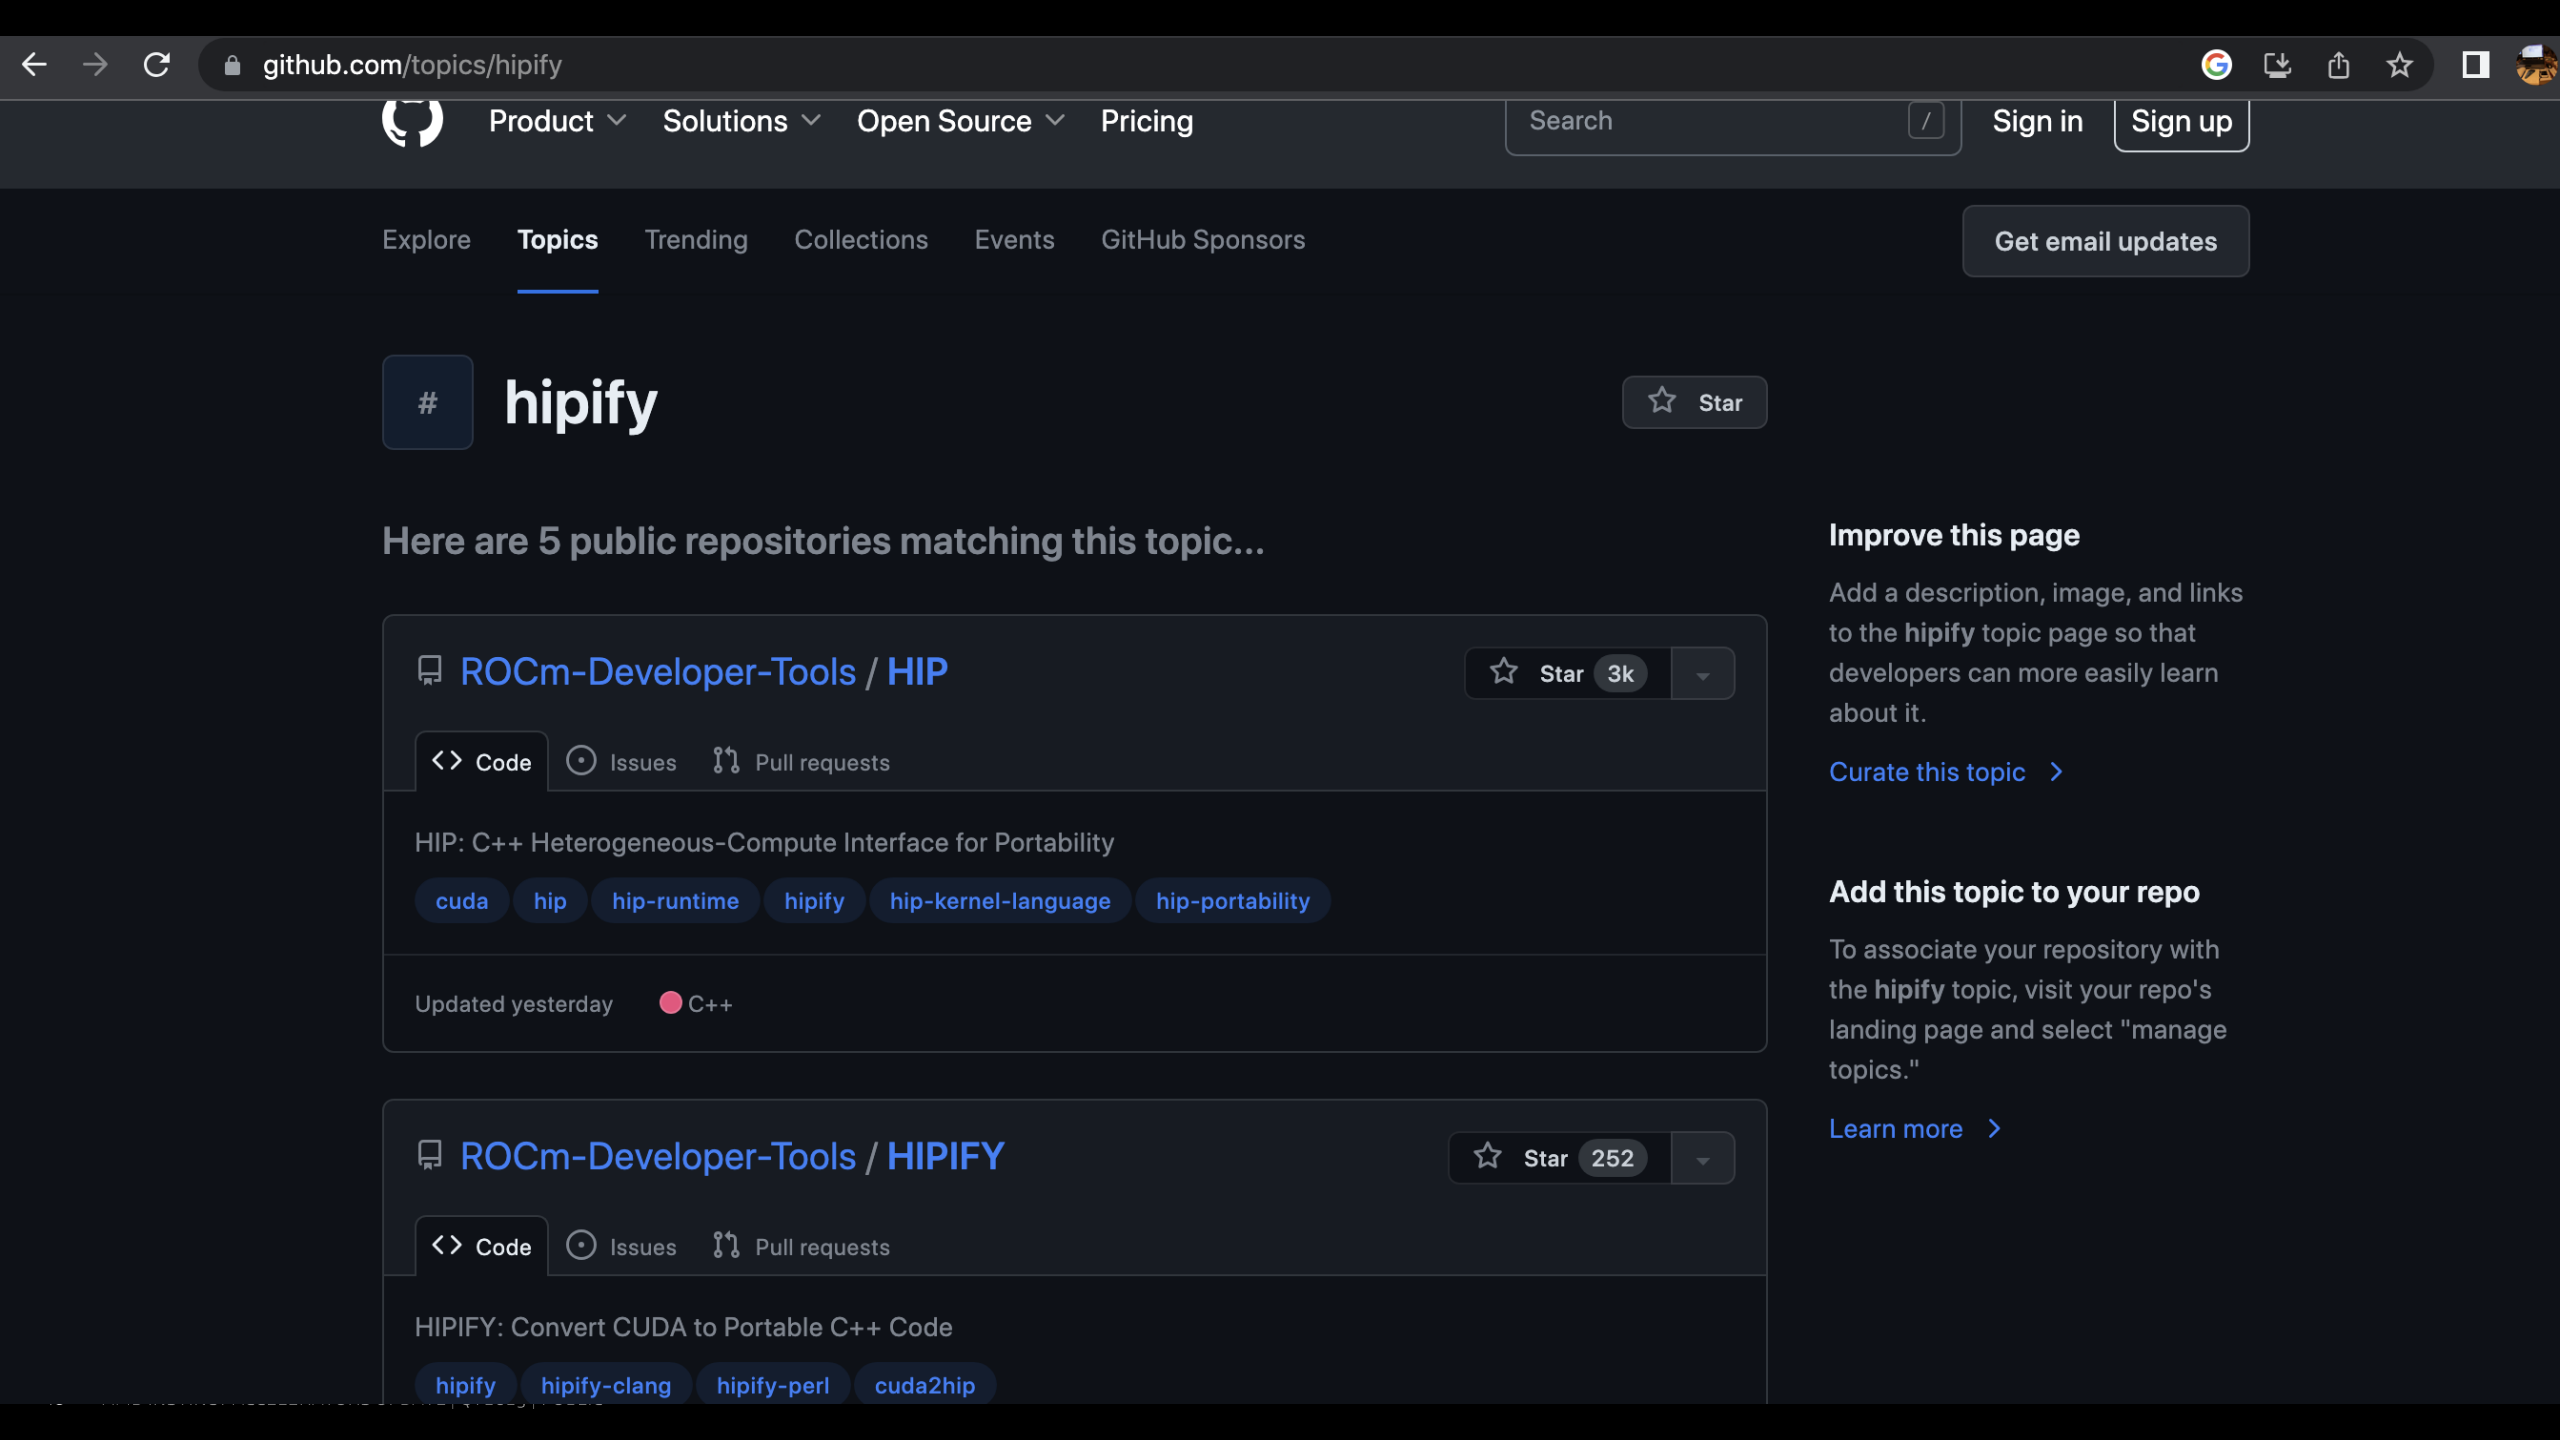 github.com/topics/hipify
Product Solutions Open Source Pricing Search / Sign in Sign up
Explore Topics Trending Collections Events GitHub Sponsors Get email updates
# hipify Star
Here are 5 public repositories matching this topic...
ROCm-Developer-Tools / HIP Star 3k
Code Issues Pull requests
HIP: C++ Heterogeneous-Compute Interface for Portability
cuda hip hip-runtime hipify hip-kernel-language hip-portability
Updated yesterday C++
ROCm-Developer-Tools / HIPIFY Star 252
Code Issues Pull requests
HIPIFY: Convert CUDA to Portable C++ Code
hipify hipify-clang hipify-perl cuda2hip
Improve this page
Add a description, image, and links
to the hipify topic page so that
developers can more easily learn
about it.
Curate this topic
Add this topic to your repo
To associate your repository with
the hipify topic, visit your repo's
landing page and select "manage
topics."
Learn more